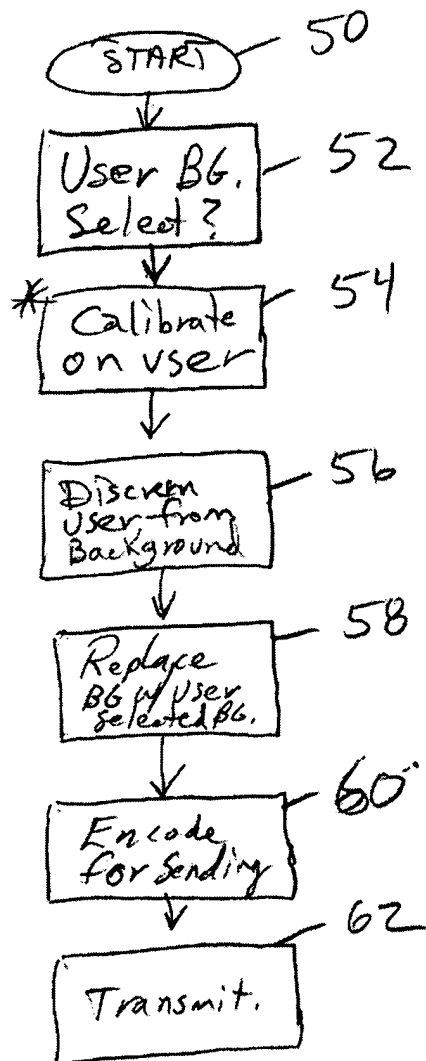 START
50
User BG.
Select?
52
*
Calibrate
on user
54
Discren
user from
Background
56
Replace
BG w/ User
selected BG.
58
Encode
for Sending
60
Transmit.
62